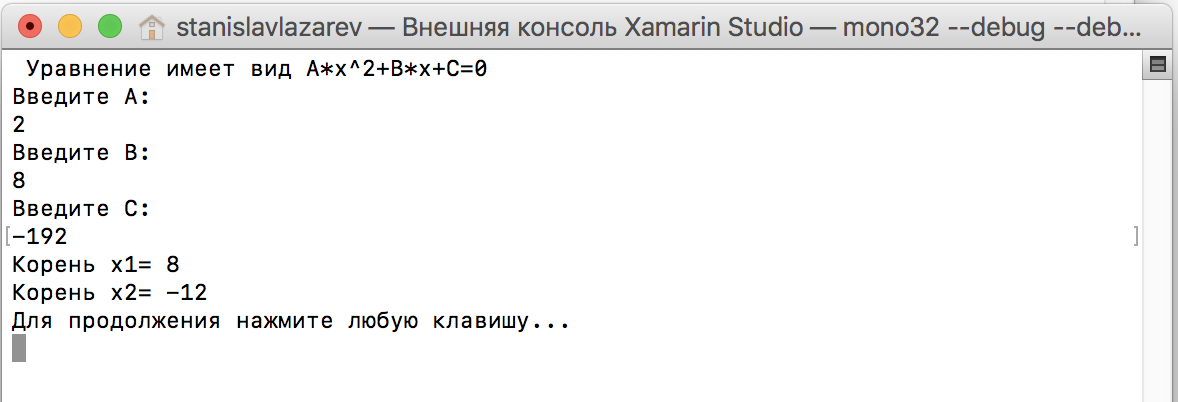 stanislavlazarev — Внешняя консоль Xamarin Studio — mono32 --debug --deb...
Уравнение имеет вид A*x^2+B*x+C=0
Введите A:
2
Введите B:
8
Введите C:
[-192 ]
Корень x1= 8
Корень x2= -12
Для продолжения нажмите любую клавишу...